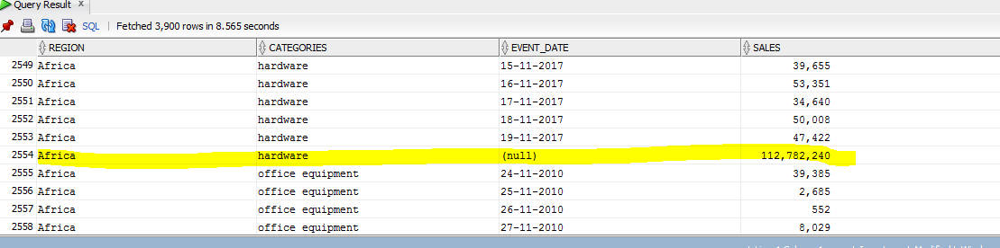 Query Result x
SQL | Fetched 3,900 rows in 8.565 seconds
REGION CATEGORIES EVENT_DATE SALES
2549 Africa hardware 15-11-2017 39,655
2550 Africa hardware 16-11-2017 53,351
2551 Africa hardware 17-11-2017 34,640
2552 Africa hardware 18-11-2017 50,008
2553 Africa hardware 19-11-2017 47,422
2554 Africa hardware (null) 112,782,240
2555 Africa office equipment 24-11-2010 39,385
2556 Africa office equipment 25-11-2010 2,685
2557 Africa office equipment 26-11-2010 552
2558 Africa office equipment 27-11-2010 8,029